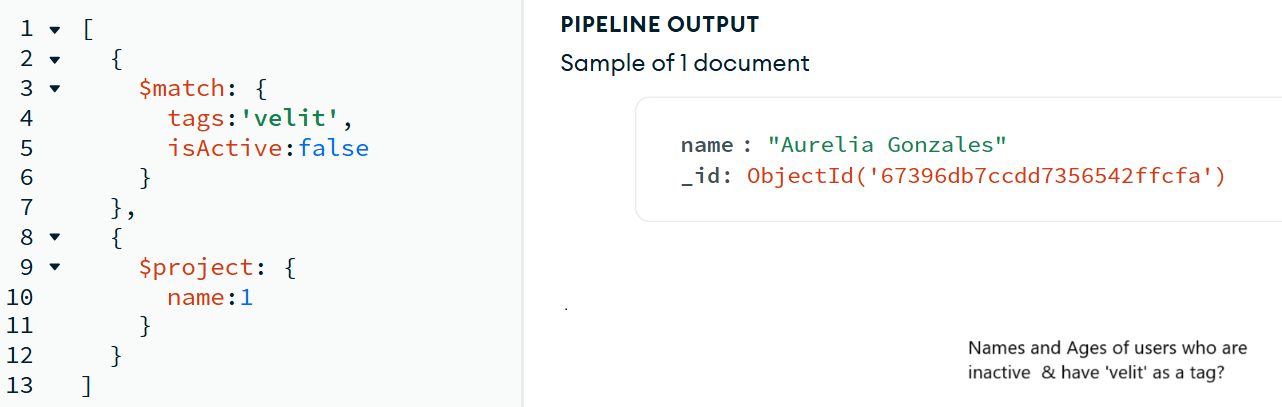 1 [
2 {
3 $match: {
4 tags:'velit',
5 isActive:false
6 }
7 },
8 {
9 $project: {
10 name:1
11 }
12 }
13 ]
PIPELINE OUTPUT
Sample of 1 document
name : "Aurelia Gonzales"
_id: ObjectId('67396db7ccdd7356542ffcfa')
.
Names and Ages of users who are
inactive & have 'velit' as a tag?